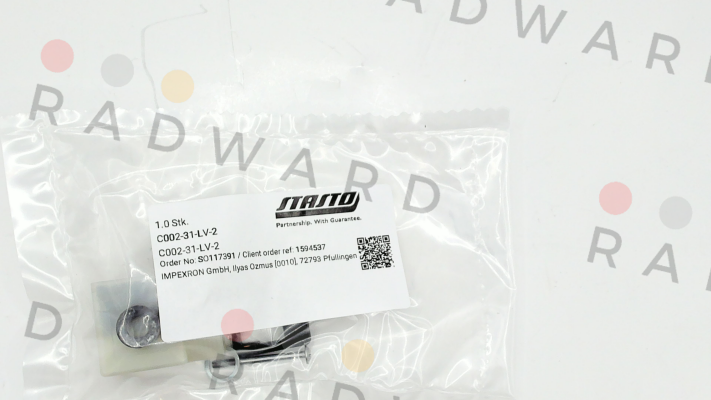 RADWARD
RADWARD
STASTO
Partnership. With Guarantee.
1.0 Stk.
C002-31-LV-2
C002-31-LV-2
Order No: SO117391 / Client order ref: 1594537
IMPEXRON GmbH, Ilyas Ozmus [0010], 72793 Pfullingen
R
D
RADWARD